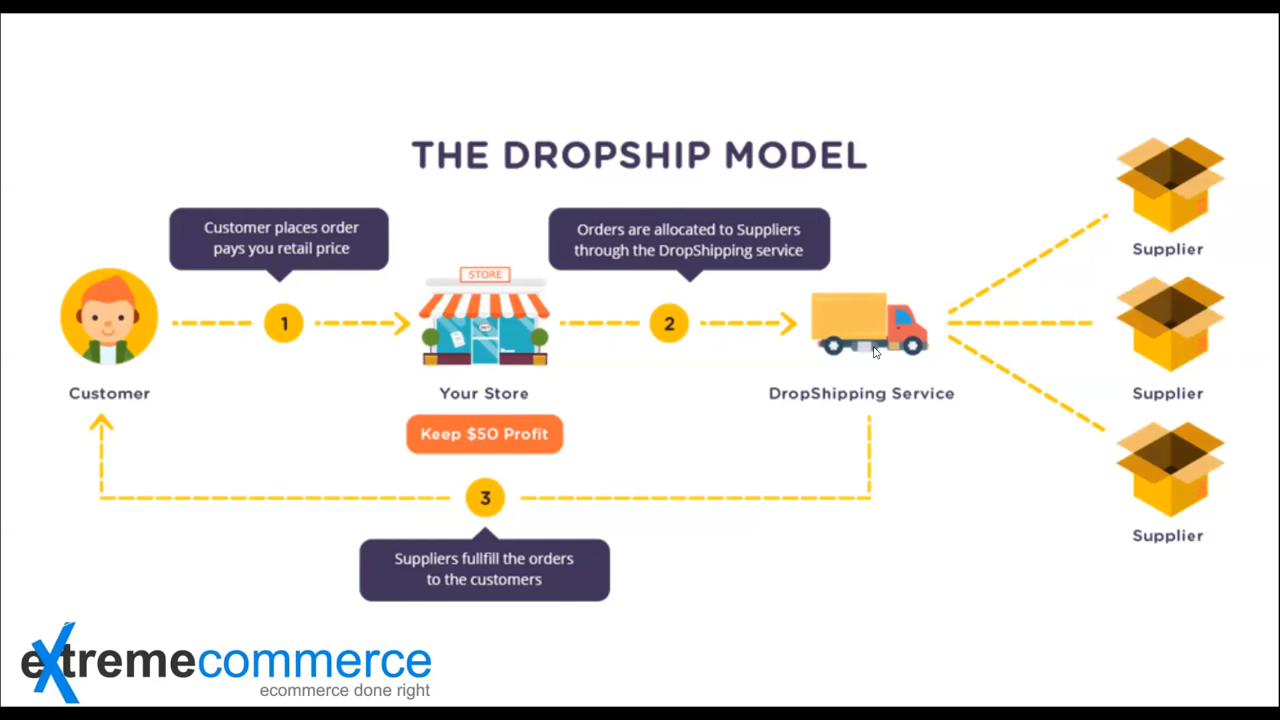 THE DROPSHIP MODEL
Customer places order
pays you retail price
Orders are allocated to Suppliers
through the DropShipping service
Supplier
STORE
1
2
Customer
Your Store
DropShipping Service
Supplier
Keep $50 Profit
3
Suppliers fullfill the orders
to the customers
Supplier
extremecommerce
ecommerce done right